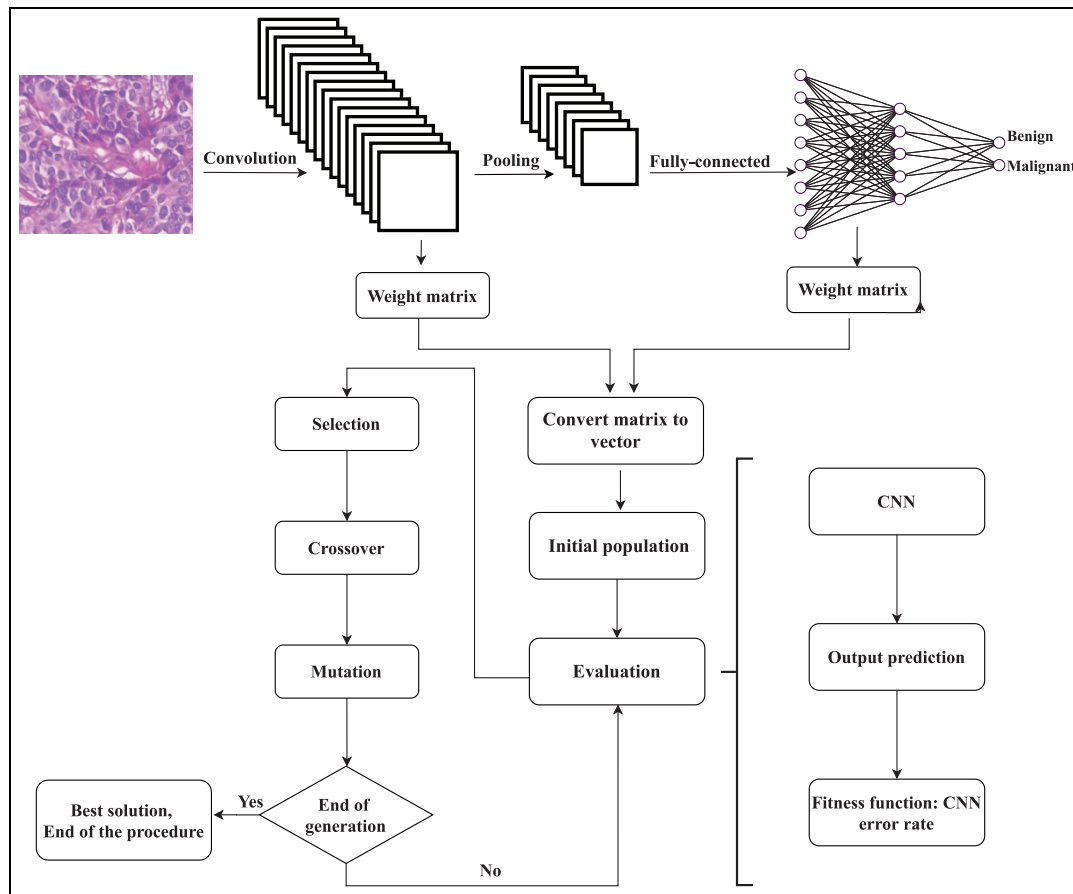 Convolution
Pooling
Fully-connected
Benign
Malignant
Weight matrix
Weight matrix
Selection
Convert matrix to
vector
CNN
Crossover
Initial population
Mutation
Evaluation
Output prediction
Best solution,
End of the procedure
Yes
End of
generation
No
Fitness function: CNN
error rate